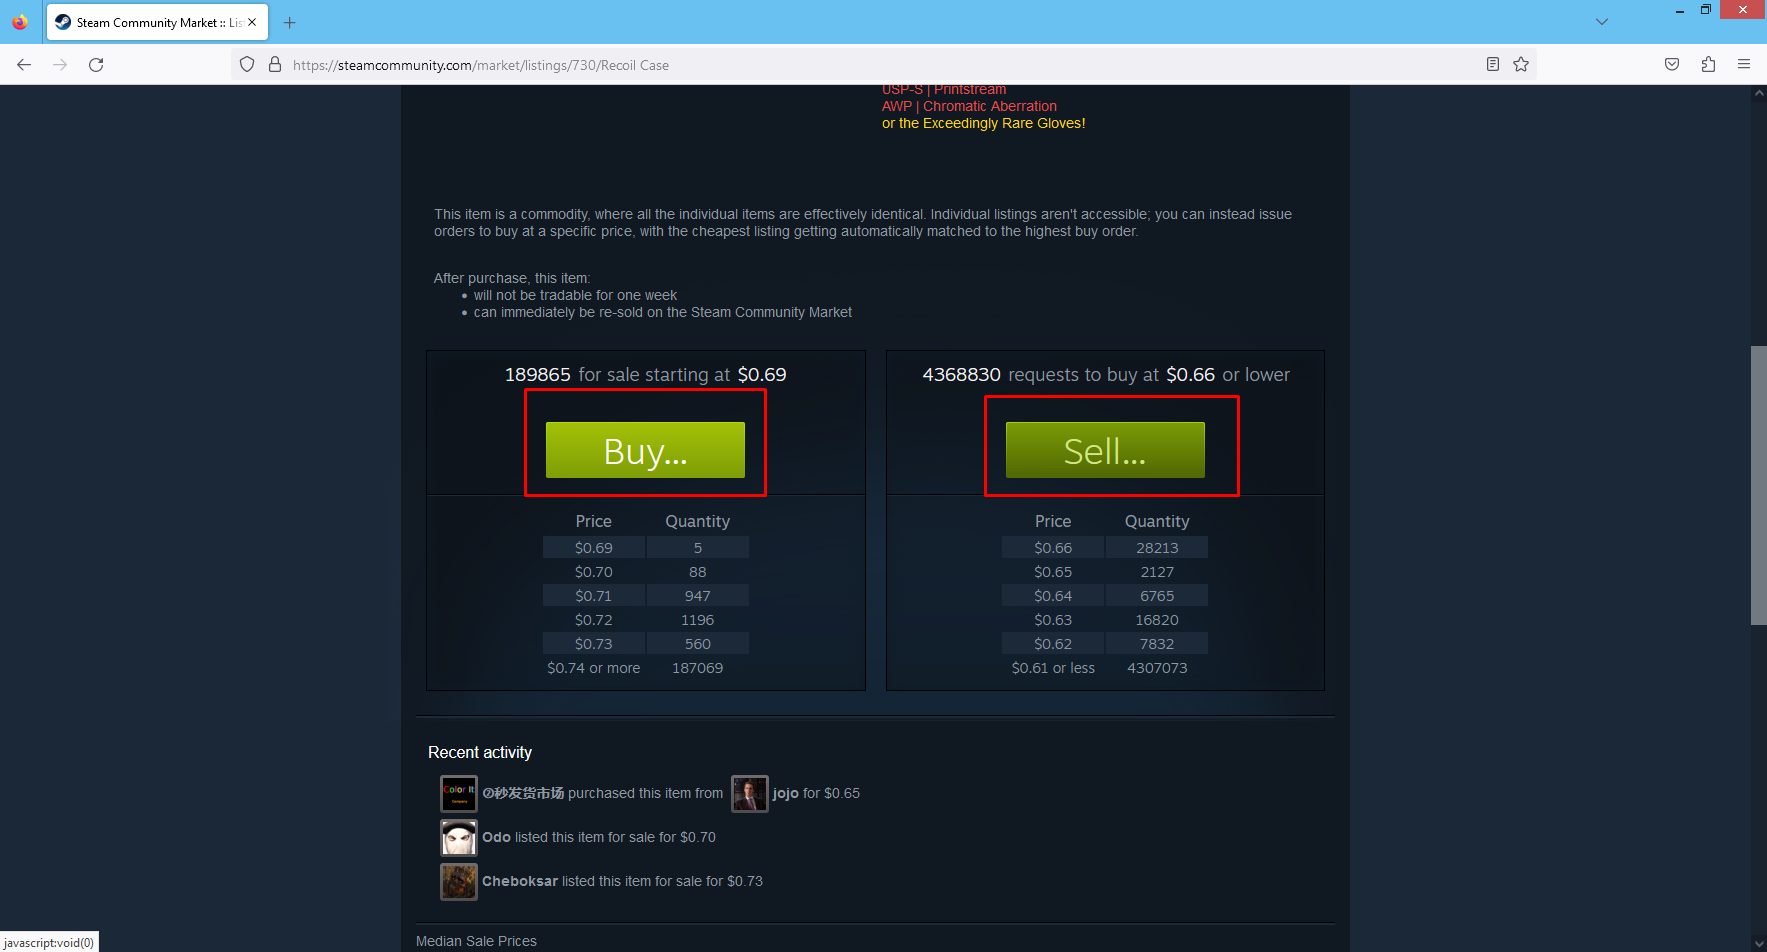 Steam Community Market :: Lis
https://steamcommunity.com/market/listings/730/Recoil Case
USP-S | Printstream
AWP | Chromatic Aberration
or the Exceedingly Rare Gloves!
This item is a commodity, where all the individual items are effectively identical. Individual listings aren't accessible; you can instead issue
orders to buy at a specific price, with the cheapest listing getting automatically matched to the highest buy order.
After purchase, this item:
• will not be tradable for one week
• can immediately be re-sold on the Steam Community Market
189865 for sale starting at $0.69
Buy...
Price Quantity
$0.69 5
$0.70 88
$0.71 947
$0.72 1196
$0.73 560
$0.74 or more 187069
4368830 requests to buy at $0.66 or lower
Sell...
Price Quantity
$0.66 28213
$0.65 2127
$0.64 6765
$0.63 16820
$0.62 7832
$0.61 or less 4307073
Recent activity
Color It
秒发货市场 purchased this item from jojo for $0.65
Odo listed this item for sale for $0.70
Cheboksar listed this item for sale for $0.73
Median Sale Prices
javascript:void(0)